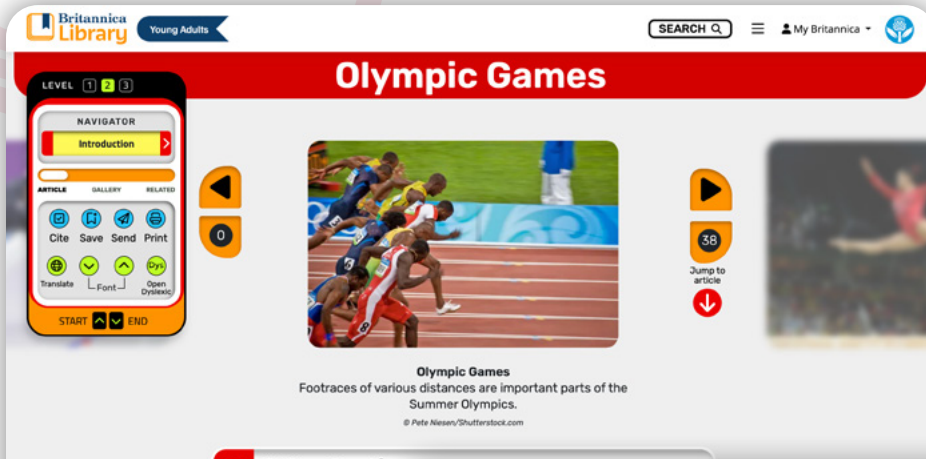 Britannica
Library
Young Adults
SEARCH
My Britannica
Olympic Games
LEVEL 1 2 3
NAVIGATOR
Introduction
ARTICLE GALLERY RELATED
Cite Save Send Print
Dys
Translate Font Open
Dyslexic
START END
0
38
Jump to
article
Olympic Games
Footraces of various distances are important parts of the
Summer Olympics.
© Pete Niesen/Shutterstock.com